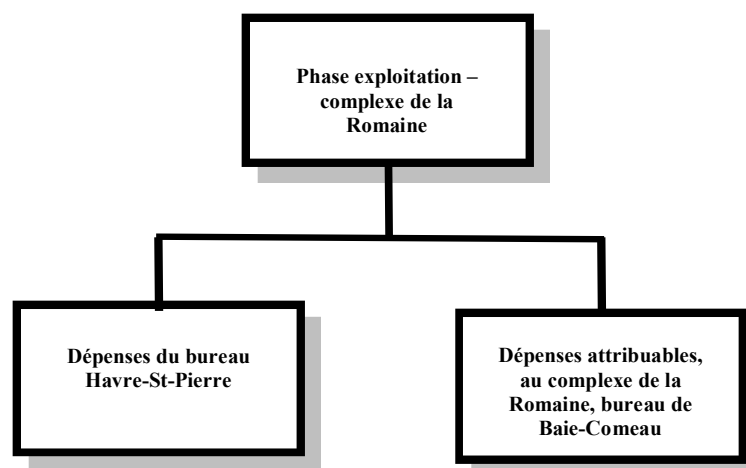 Phase exploitation –
complexe de la
Romaine
Dépenses du bureau
Havre-St-Pierre
Dépenses attribuables,
au complexe de la
Romaine, bureau de
Baie-Comeau